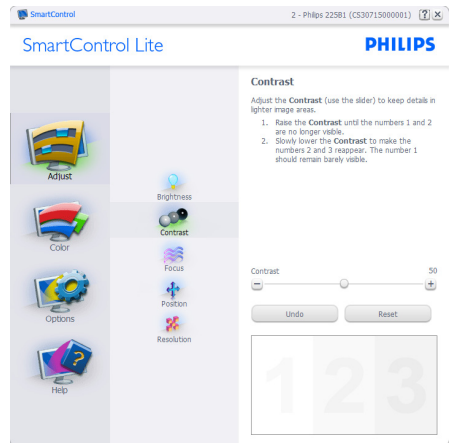 SmartControl
2 - Philips 225B1 (CS30715000001)
?
SmartControl Lite
PHILIPS
Adjust
Color
Options
Help
Brightness
Contrast
Focus
Position
Resolution
Contrast
Adjust the Contrast (use the slider) to keep details in
lighter image areas.
1. Raise the Contrast until the numbers 1 and 2
are no longer visible.
2. Slowly lower the Contrast to make the
numbers 2 and 3 reappear. The number 1
should remain barely visible.
Contrast
50
Undo
Reset
1 2 3